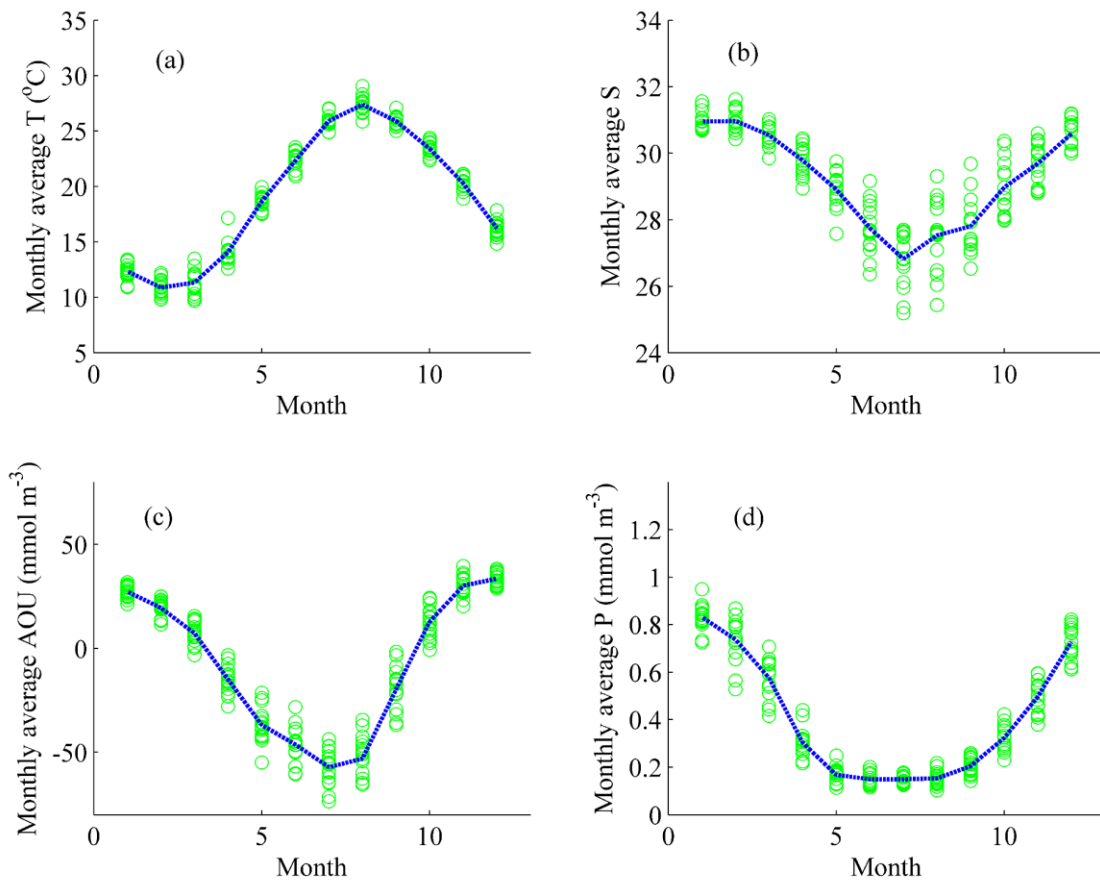 (a)
Monthly average T (°C)
35
30
25
20
15
10
5
0
5
10
Month
(b)
Monthly average S
34
32
30
28
26
24
0
5
10
Month
(c)
Monthly average AOU (mmol m⁻³)
50
0
-50
0
5
10
Month
(d)
Monthly average P (mmol m⁻³)
1.2
1
0.8
0.6
0.4
0.2
0
0
5
10
Month